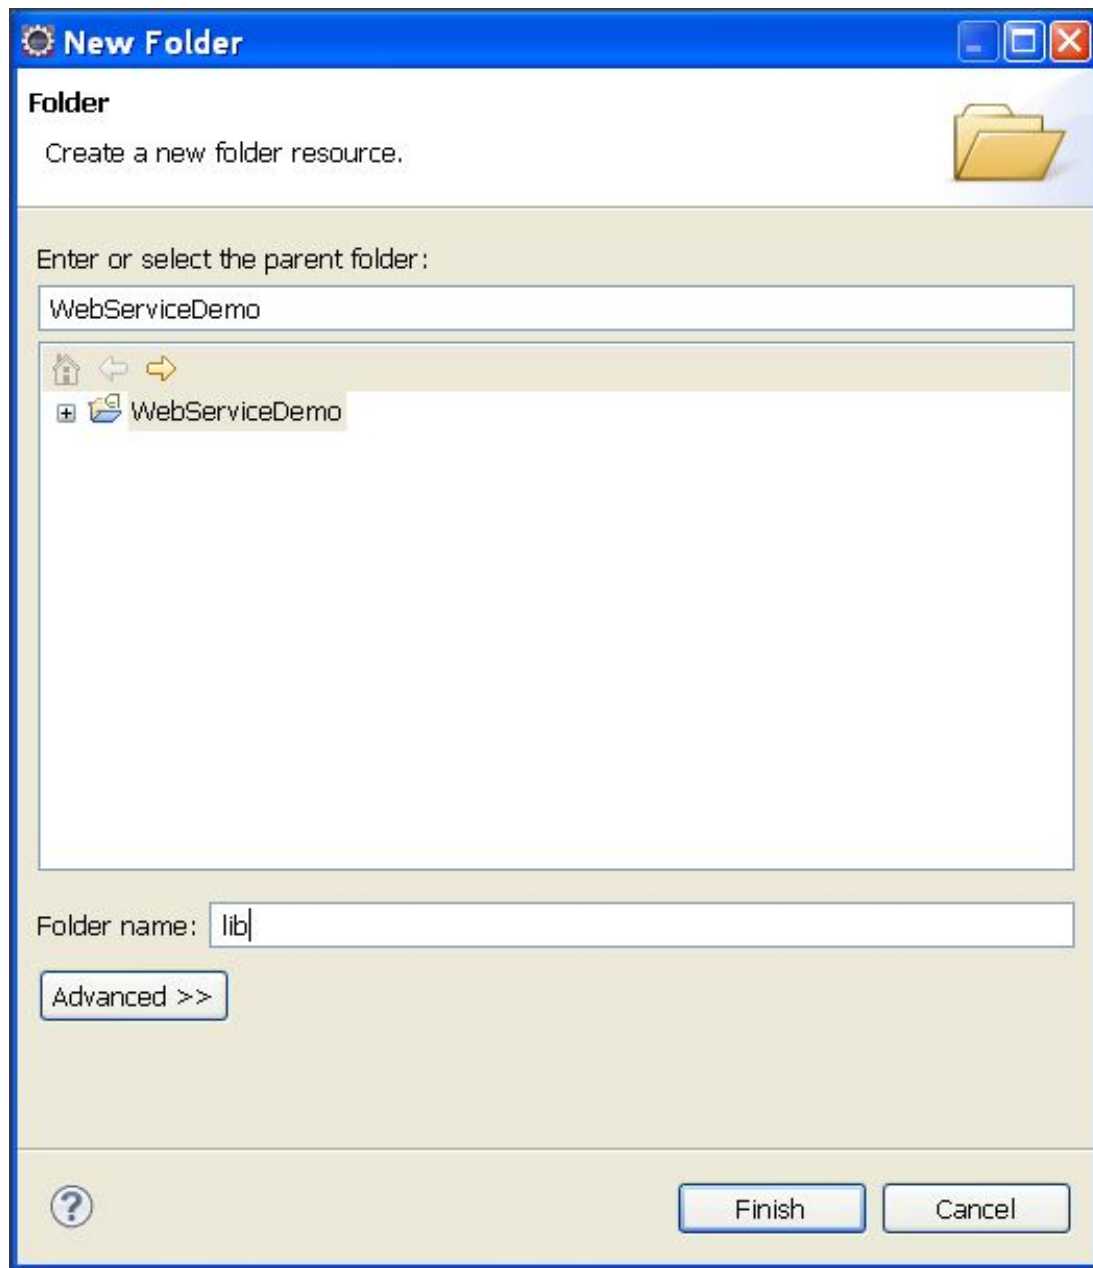 New Folder
Folder
Create a new folder resource.
Enter or select the parent folder:
WebServiceDemo
WebServiceDemo
Folder name: lib
Advanced >>
Finish Cancel